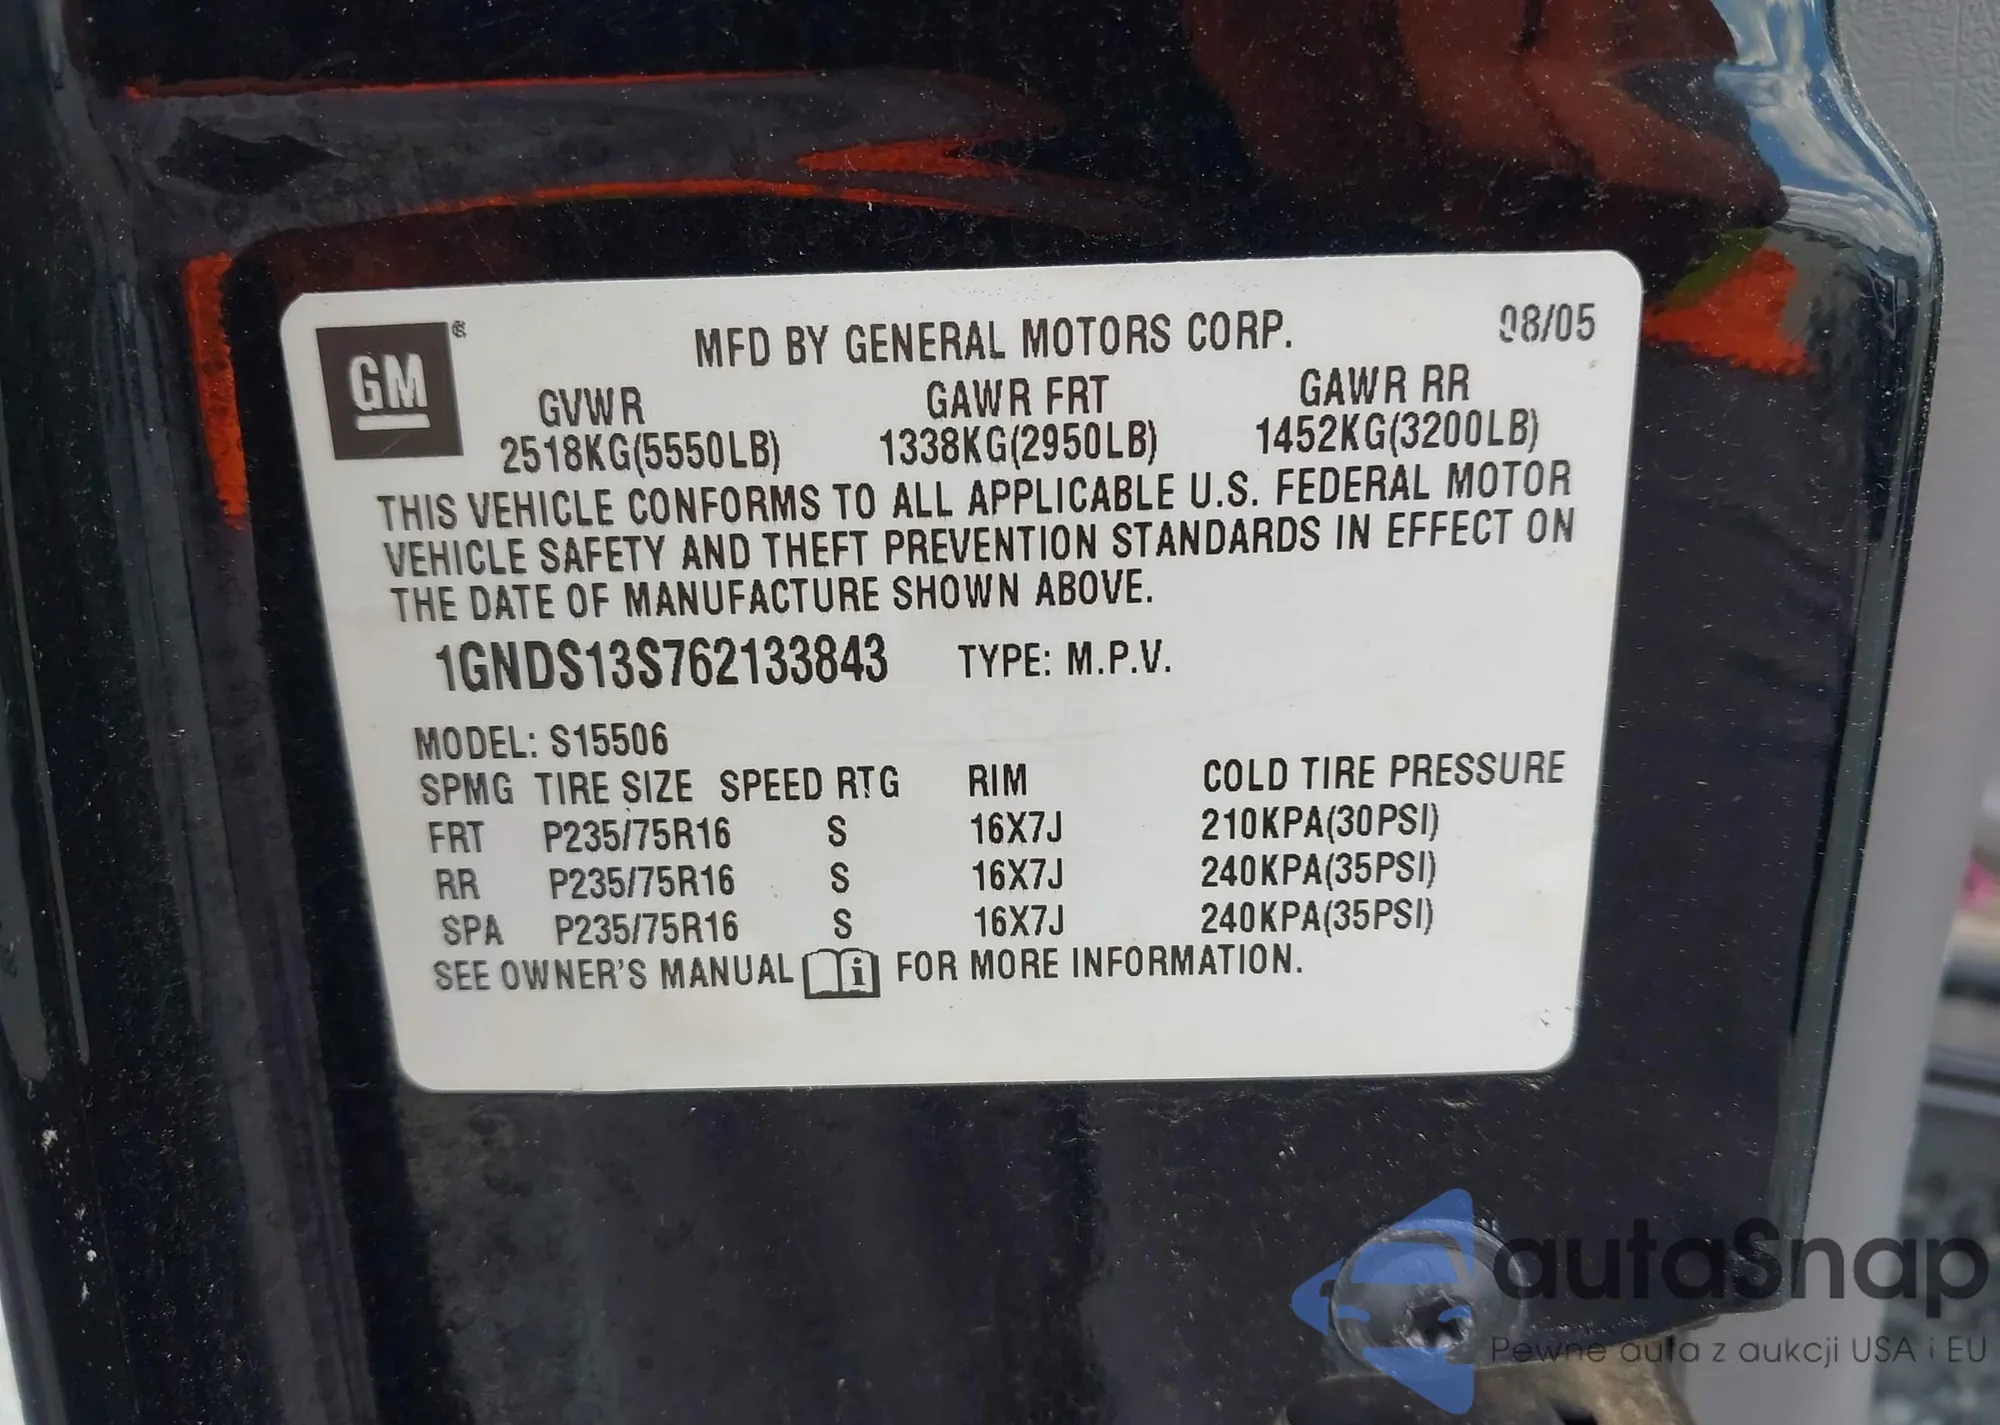 GM®
MFD BY GENERAL MOTORS CORP. 08/05
GVWR GAWR FRT GAWR RR
2518KG(5550LB) 1338KG(2950LB) 1452KG(3200LB)
THIS VEHICLE CONFORMS TO ALL APPLICABLE U.S. FEDERAL MOTOR
VEHICLE SAFETY AND THEFT PREVENTION STANDARDS IN EFFECT ON
THE DATE OF MANUFACTURE SHOWN ABOVE.
1GNDS13S762133843 TYPE: M.P.V.
MODEL: S15506
SPMG TIRE SIZE SPEED RTG RIM COLD TIRE PRESSURE
FRT P235/75R16 S 16X7J 210KPA(30PSI)
RR P235/75R16 S 16X7J 240KPA(35PSI)
SPA P235/75R16 S 16X7J 240KPA(35PSI)
SEE OWNER'S MANUAL i FOR MORE INFORMATION.
autaSnap
Pewne auta z aukcji USA i EU